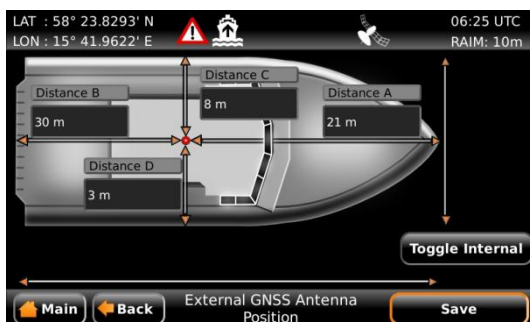 LAT : 58° 23.8293' N
LON : 15° 41.9622' E
06:25 UTC
RAIM: 10m
Distance C
8 m
Distance B
30 m
Distance A
21 m
Distance D
3 m
Toggle Internal
Main
Back
External GNSS Antenna
Position
Save